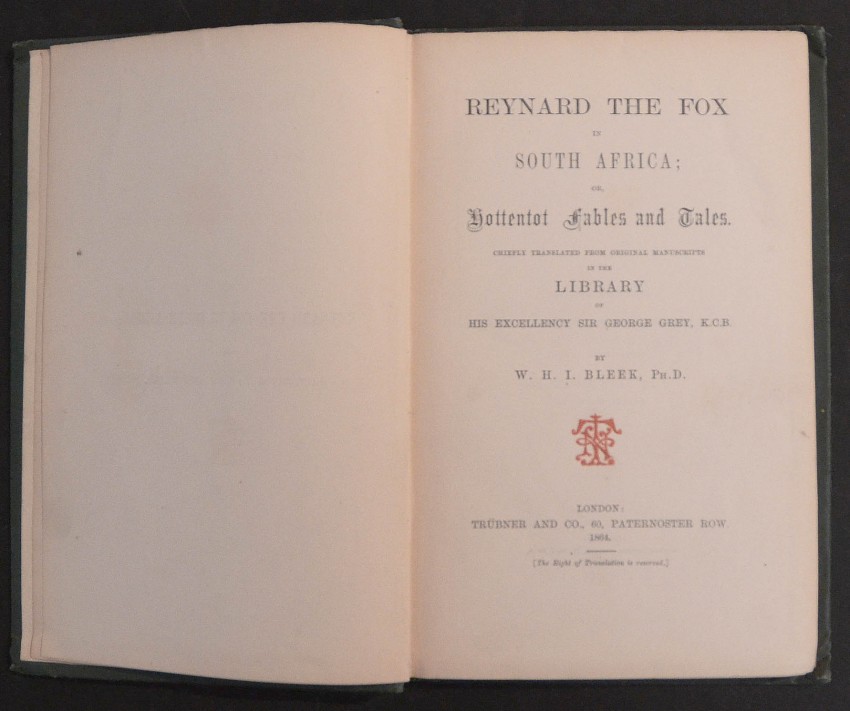 REYNARD THE FOX
IN
SOUTH AFRICA;
OR,
Hottentot Fables and Tales.
CHIEFLY TRANSLATED FROM ORIGINAL MANUSCRIPTS
IN THE
LIBRARY
OF
HIS EXCELLENCY SIR GEORGE GREY, K.C.B.
BY
W. H. I. BLEEK, PH.D.
LONDON:
TRÜBNER AND CO., 60, PATERNOSTER ROW
1864.
[The Right of Translation is reserved.]